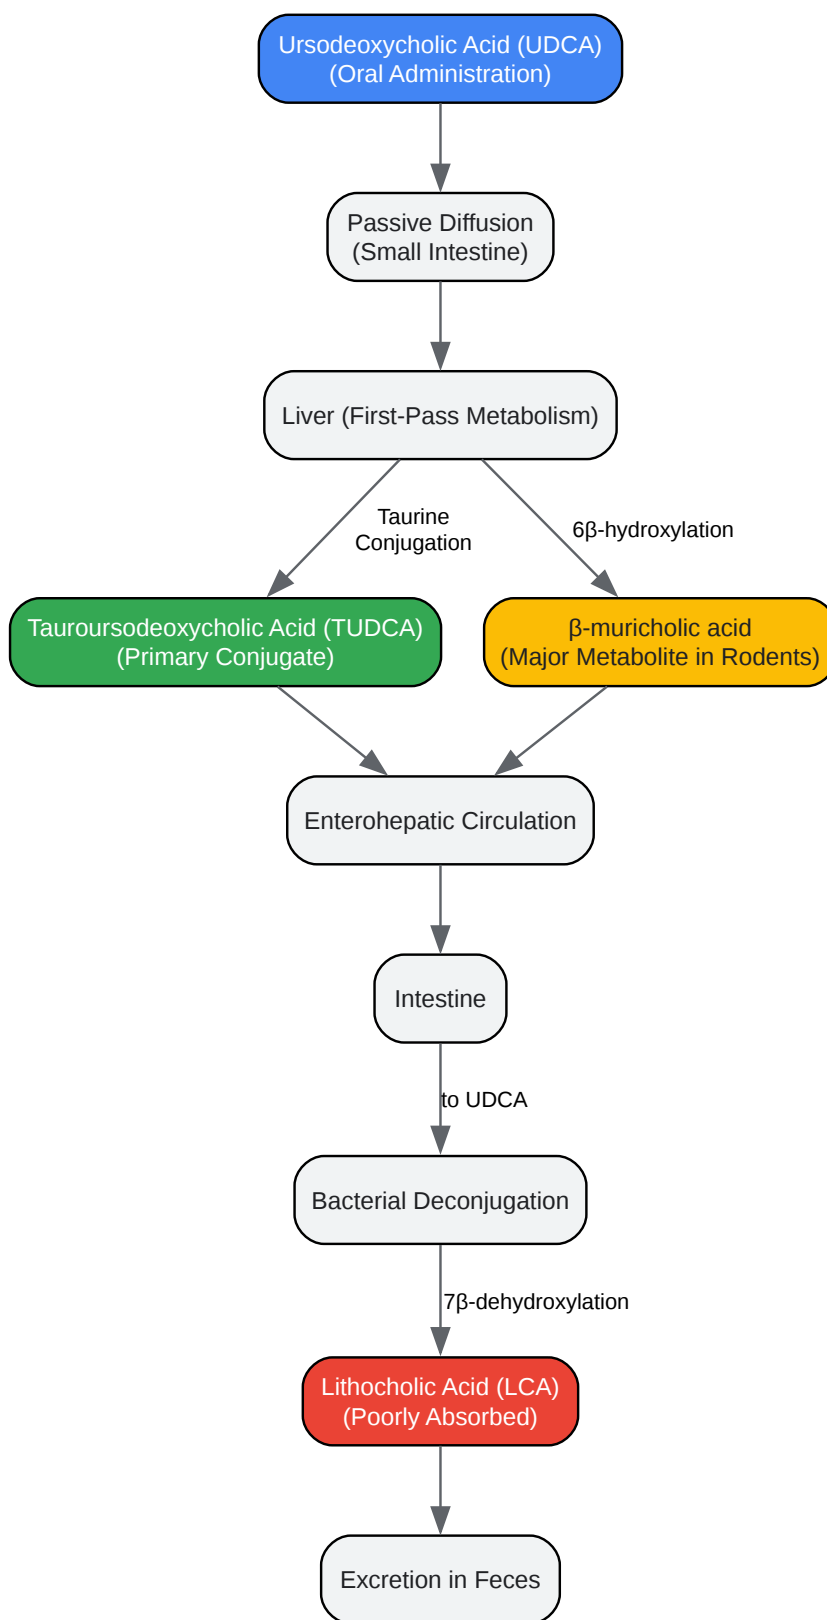 Ursodeoxycholic Acid (UDCA)
(Oral Administration)
Passive Diffusion
(Small Intestine)
Liver (First-Pass Metabolism)
Taurine
Conjugation
6β-hydroxylation
Tauroursodeoxycholic Acid (TUDCA)
(Primary Conjugate)
β-muricholic acid
(Major Metabolite in Rodents)
Enterohepatic Circulation
Intestine
to UDCA
Bacterial Deconjugation
7β-dehydroxylation
Lithocholic Acid (LCA)
(Poorly Absorbed)
Excretion in Feces